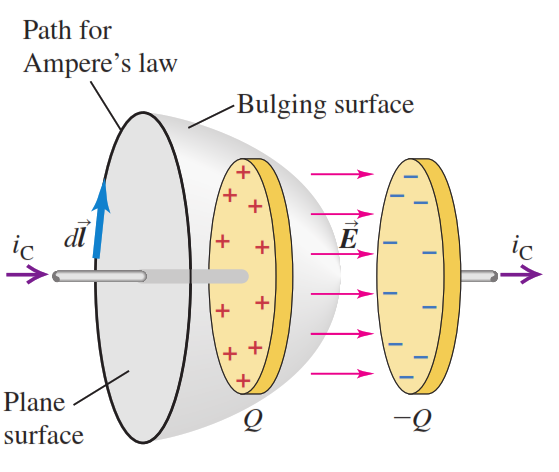 Path for
Ampere's law
Bulging surface
dl⃗
E⃗
iC
iC
Plane
surface
Q
−Q